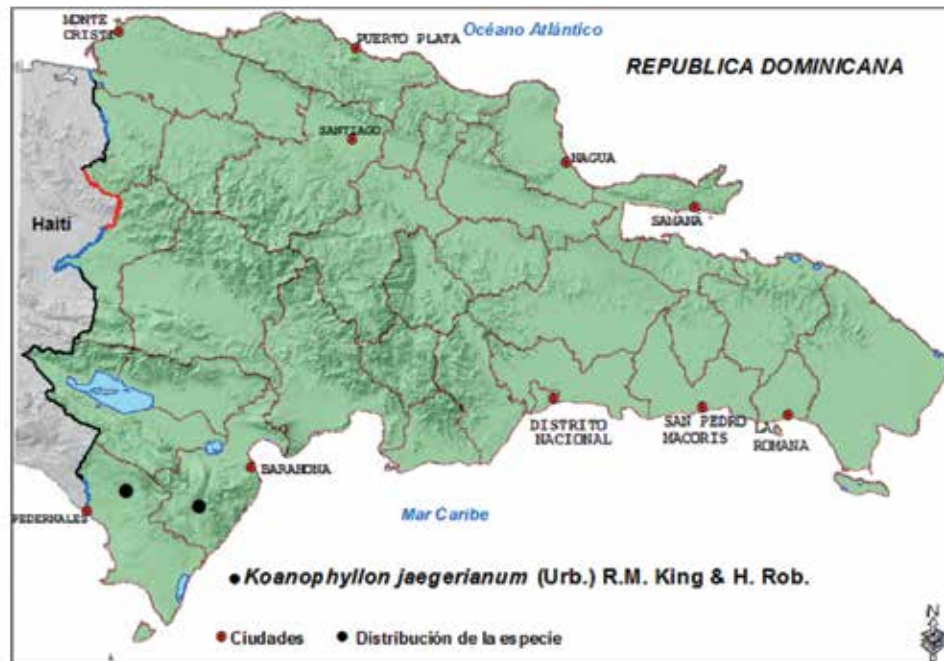 MONTE
CRISTI
PUERTO PLATA
Océano Atlántico
REPUBLICA DOMINICANA
SANTIAGO
NAGUA
SAMANA
Haití
DISTRITO
NACIONAL
SAN PEDRO
MACORIS
LA
ROMANA
BARAHONA
PEDERNALES
Mar Caribe
Koanophyllon jaegerianum (Urb.) R.M. King & H. Rob.
Ciudades
Distribución de la especie
N